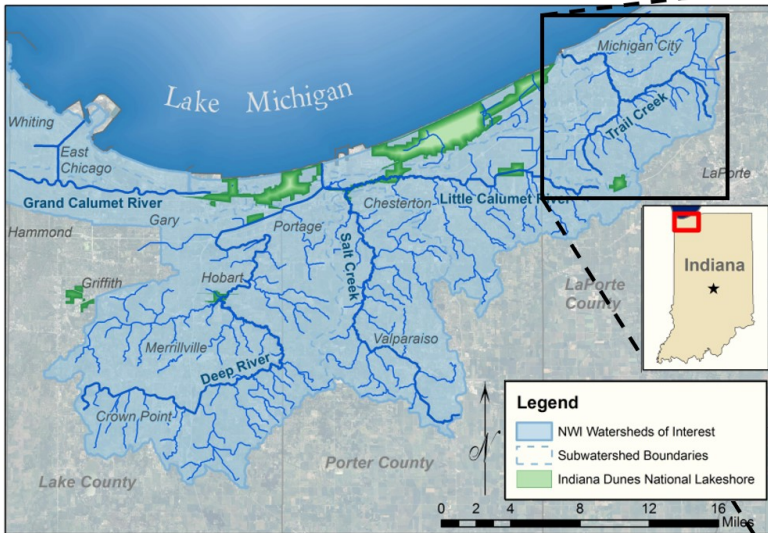 Michigan City
Lake Michigan
Whiting
Trail Creek
East
Chicago
LaPorte
Grand Calumet River
Chesterton
Little Calumet River
Gary
Portage
Hammond
Salt Creek
Indiana
Griffith
Hobart
LaPorte
County
Merrillville
Valparaiso
Deep River
Crown Point
Legend
NWI Watersheds of Interest
Subwatershed Boundaries
Indiana Dunes National Lakeshore
N
Porter County
Lake County
0 2 4 8 12 16
Miles